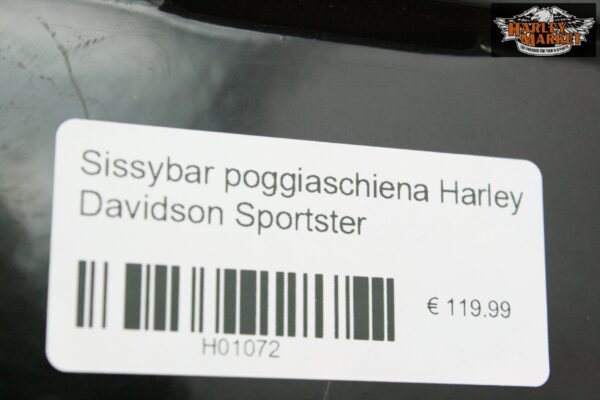 HARLEY
MARKET
Sissybar poggiaschiena Harley
Davidson Sportster
€ 119.99
H01072